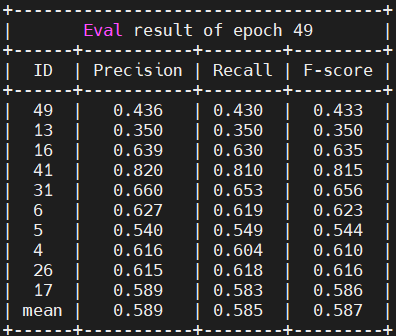 +-----------------------------------+
| Eval result of epoch 49 |
+------+-----------+--------+---------+
| ID | Precision | Recall | F-score |
+------+-----------+--------+---------+
| 49 | 0.436 | 0.430 | 0.433 |
| 13 | 0.350 | 0.350 | 0.350 |
| 16 | 0.639 | 0.630 | 0.635 |
| 41 | 0.820 | 0.810 | 0.815 |
| 31 | 0.660 | 0.653 | 0.656 |
| 6 | 0.627 | 0.619 | 0.623 |
| 5 | 0.540 | 0.549 | 0.544 |
| 4 | 0.616 | 0.604 | 0.610 |
| 26 | 0.615 | 0.618 | 0.616 |
| 17 | 0.589 | 0.583 | 0.586 |
| mean | 0.589 | 0.585 | 0.587 |
+------+-----------+--------+---------+